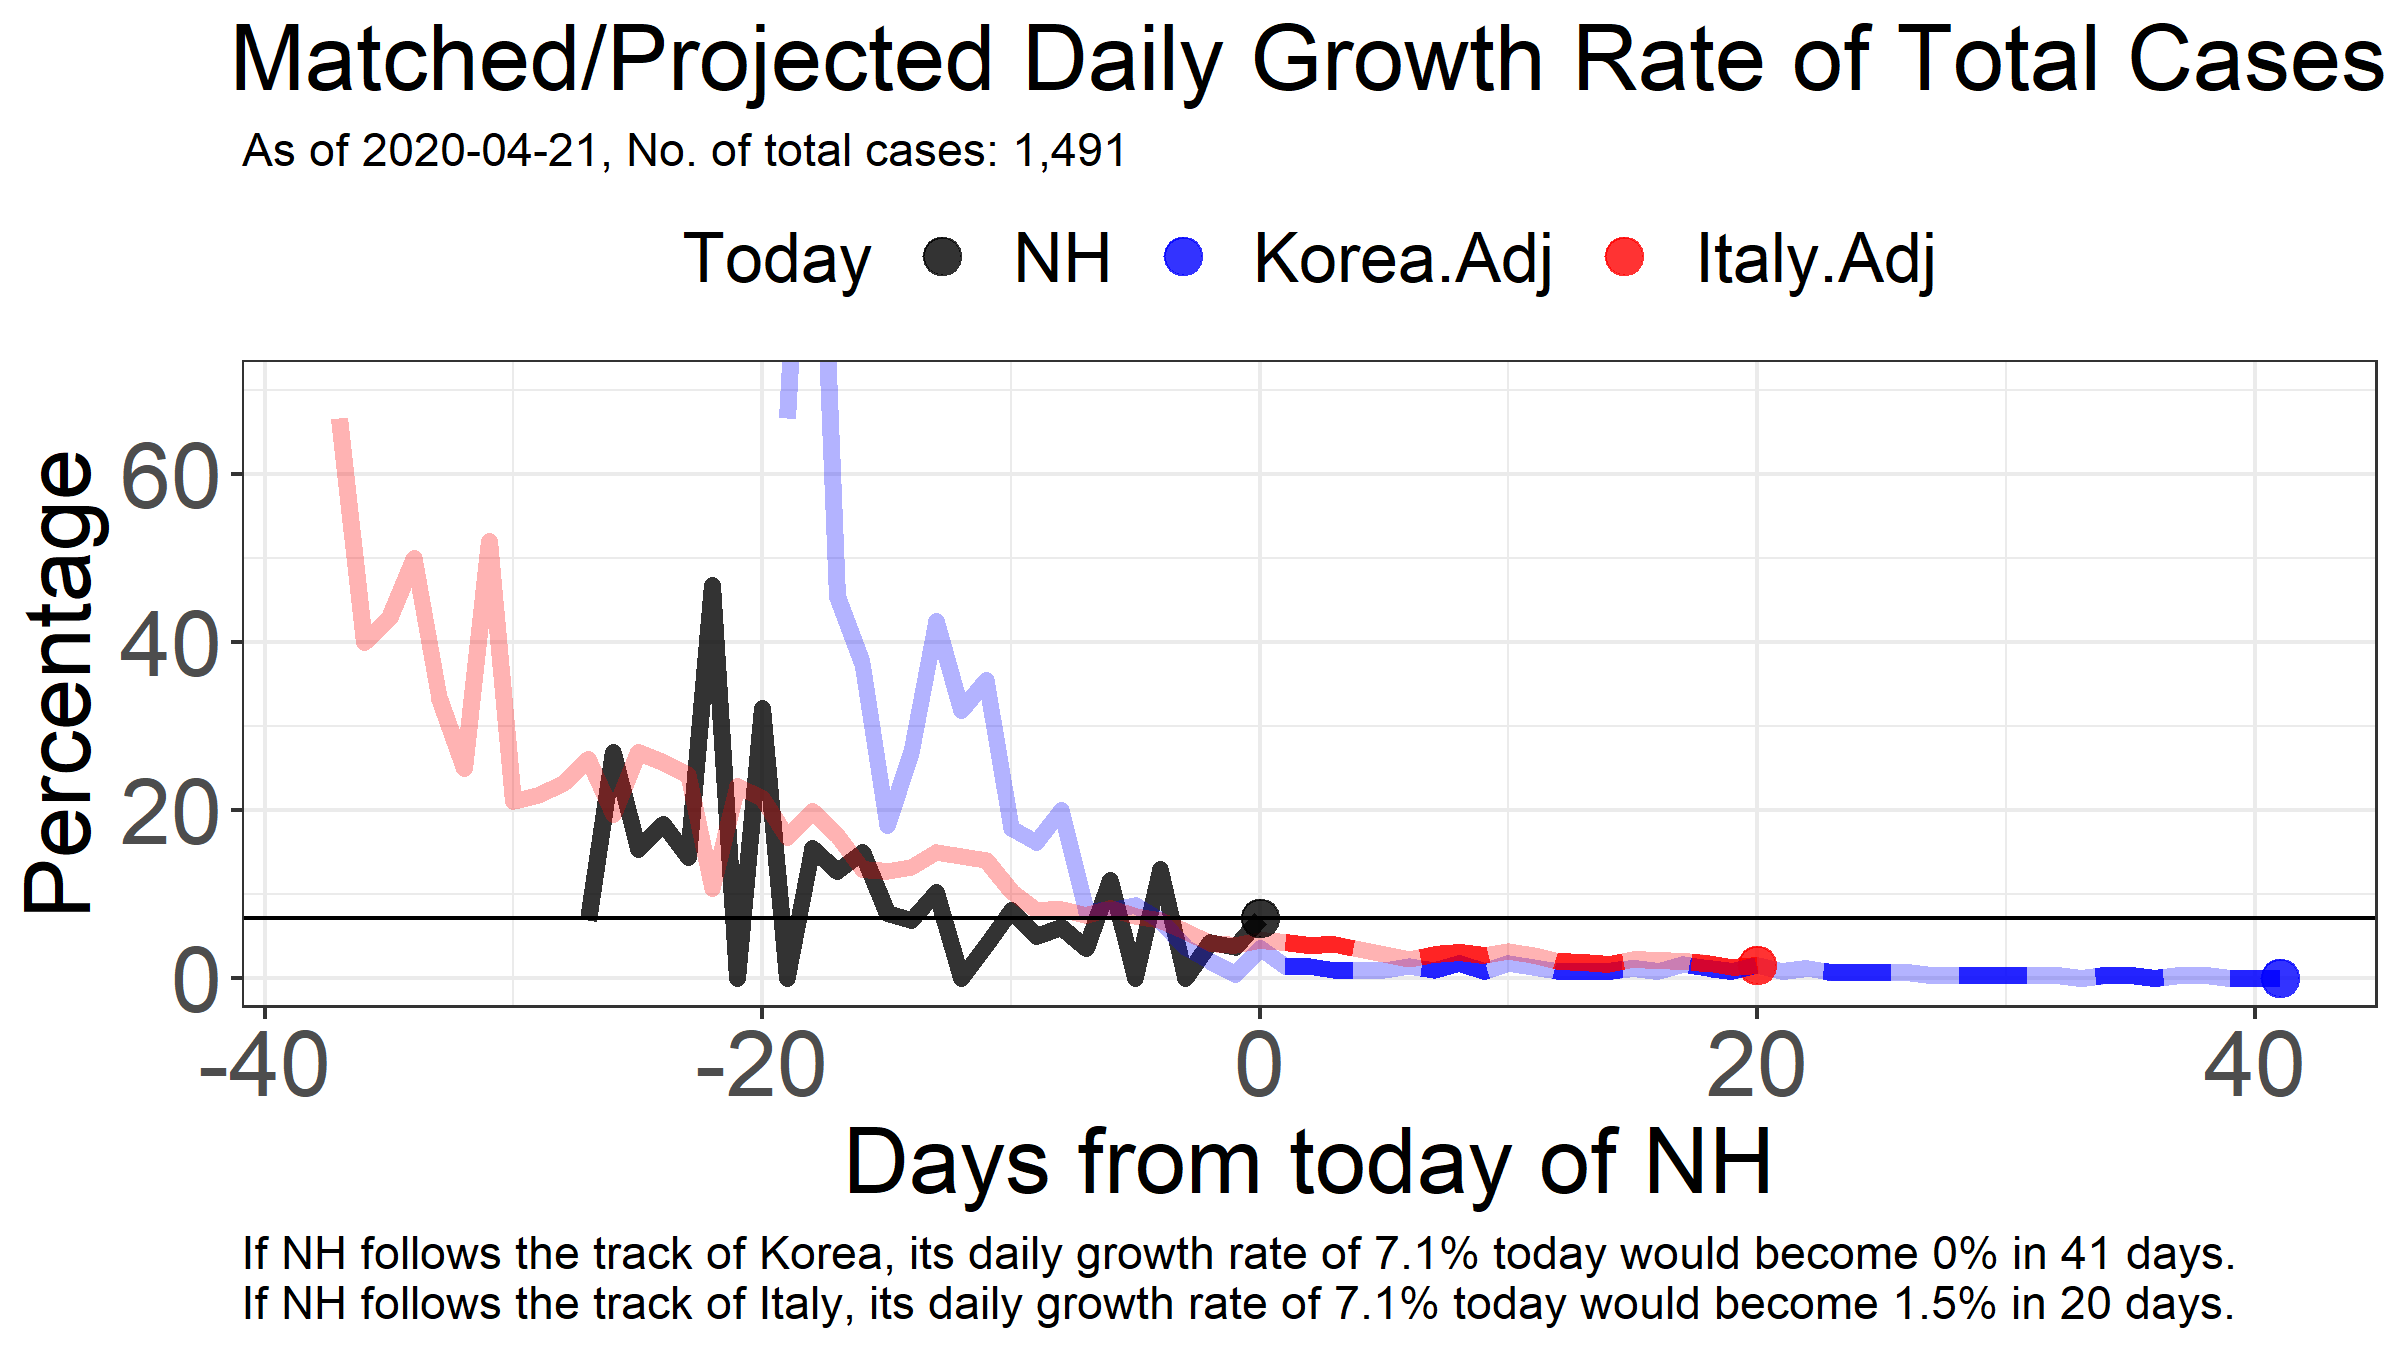 Matched/Projected Daily Growth Rate of Total Cases
As of 2020-04-21, No. of total cases: 1,491
Today NH Korea.Adj Italy.Adj
Percentage
60
40
20
0
-40 -20 0 20 40
Days from today of NH
If NH follows the track of Korea, its daily growth rate of 7.1% today would become 0% in 41 days.
If NH follows the track of Italy, its daily growth rate of 7.1% today would become 1.5% in 20 days.